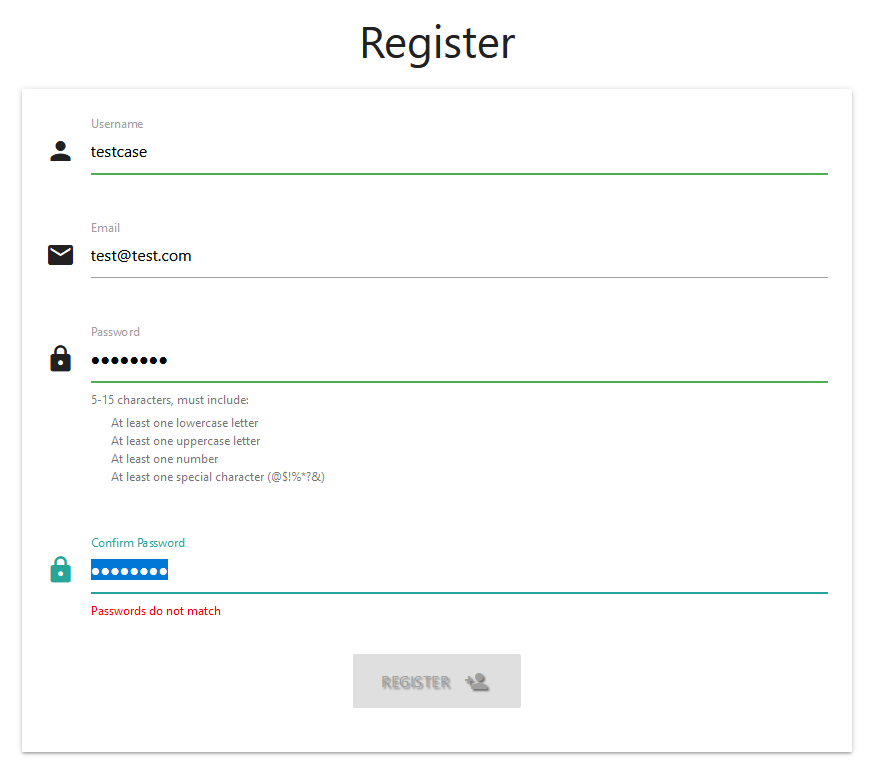 Register
Username
testcase
Email
test@test.com
Password
••••••••
5-15 characters, must include:
At least one lowercase letter
At least one uppercase letter
At least one number
At least one special character (@$!%*?&)
Confirm Password
••••••••
Passwords do not match
REGISTER